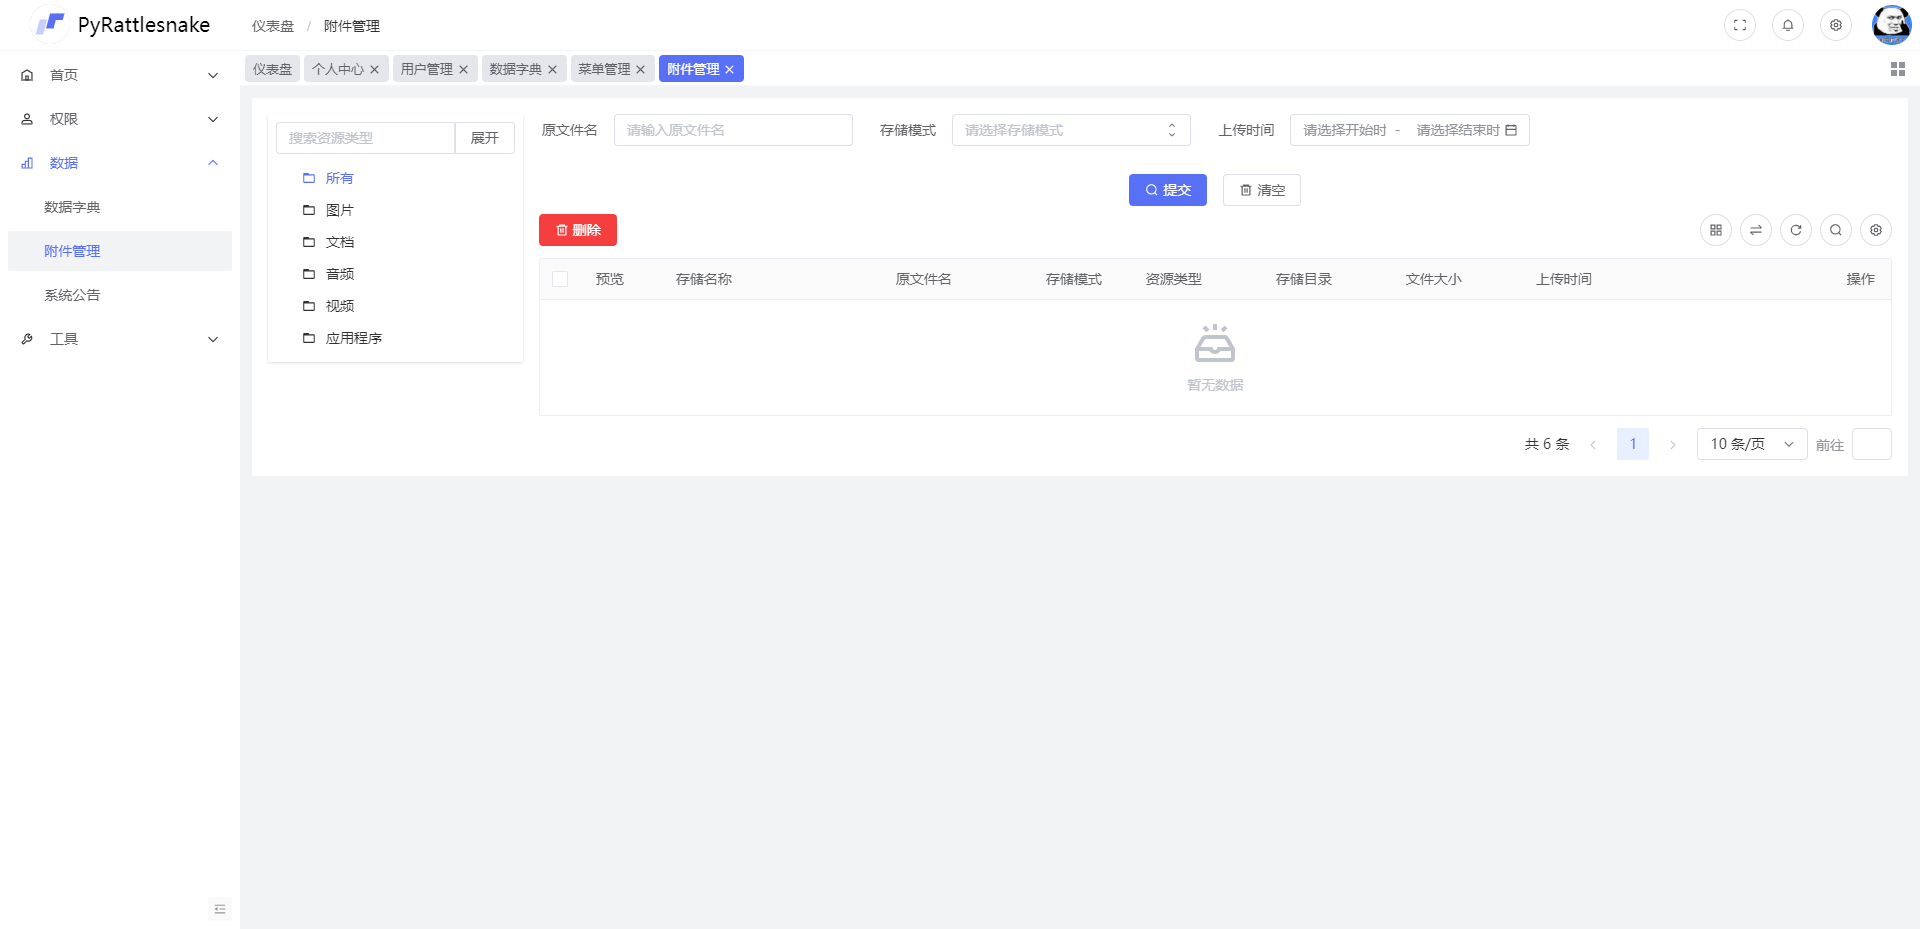 PyRattlesnake
仪表盘 / 附件管理
仪表盘 个人中心 用户管理 数据字典 菜单管理 附件管理
首页
权限
数据
数据字典
附件管理
系统公告
工具
搜索资源类型 展开
所有
图片
文档
音频
视频
应用程序
原文件名 请输入原文件名 存储模式 请选择存储模式 上传时间 请选择开始时 - 请选择结束时
提交 清空
删除
预览 存储名称 原文件名 存储模式 资源类型 存储目录 文件大小 上传时间 操作
暂无数据
共 6 条 1 10 条/页 前往